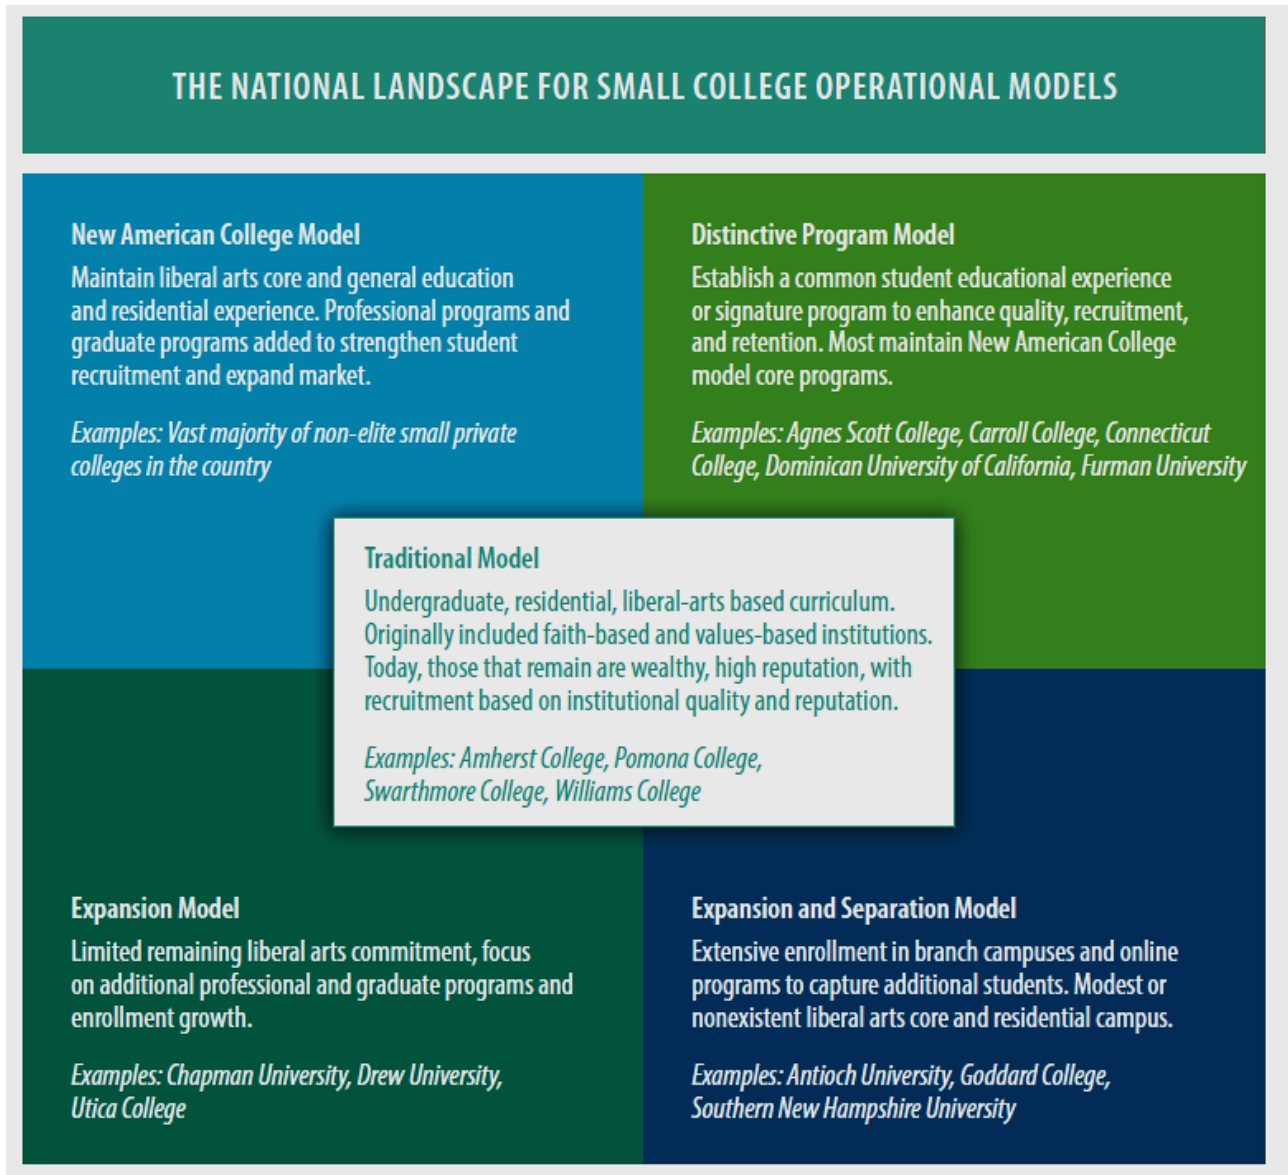 THE NATIONAL LANDSCAPE FOR SMALL COLLEGE OPERATIONAL MODELS
New American College Model
Maintain liberal arts core and general education
and residential experience. Professional programs and
graduate programs added to strengthen student
recruitment and expand market.
Examples: Vast majority of non-elite small private
colleges in the country
Distinctive Program Model
Establish a common student educational experience
or signature program to enhance quality, recruitment,
and retention. Most maintain New American College
model core programs.
Examples: Agnes Scott College, Carroll College, Connecticut
College, Dominican University of California, Furman University
Traditional Model
Undergraduate, residential, liberal-arts based curriculum.
Originally included faith-based and values-based institutions.
Today, those that remain are wealthy, high reputation, with
recruitment based on institutional quality and reputation.
Examples: Amherst College, Pomona College,
Swarthmore College, Williams College
Expansion Model
Limited remaining liberal arts commitment, focus
on additional professional and graduate programs and
enrollment growth.
Examples: Chapman University, Drew University,
Utica College
Expansion and Separation Model
Extensive enrollment in branch campuses and online
programs to capture additional students. Modest or
nonexistent liberal arts core and residential campus.
Examples: Antioch University, Goddard College,
Southern New Hampshire University